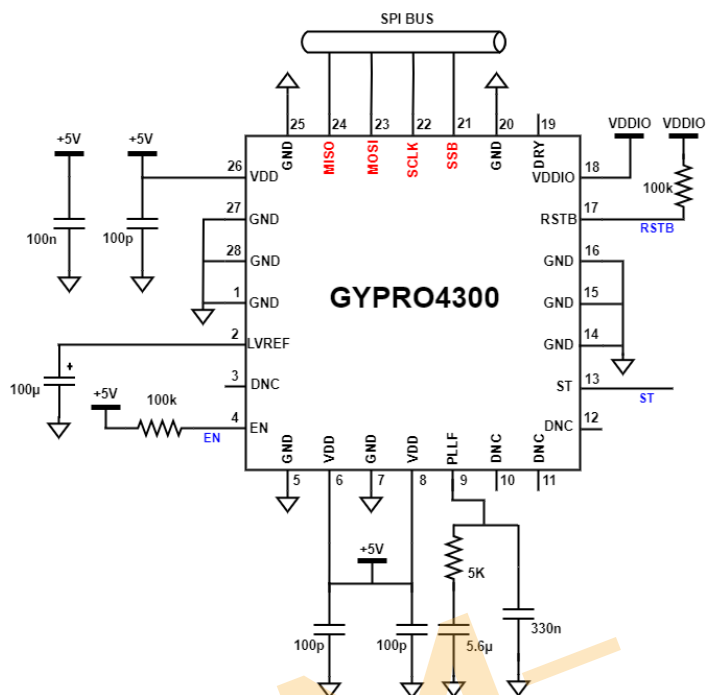 SPI BUS
25 24 23 22 21 20 19
GND MISO MOSI SCLK SSB GND DRY
+5V +5V
VDDIO VDDIO
26 VDD
VDDIO 18
100k
27 GND
RSTB 17
RSTB
100n 100p
28 GND
GND 16
1 GND
GND 15
GYPRO4300
2 LVREF
GND 14
100µ +
3 DNC
ST 13
ST
+5V 100k
4 EN
EN
DNC 12
GND VDD GND VDD PLLF DNC DNC
5 6 7 8 9 10 11
+5V
5K
100p 100p 5.6µ 330n